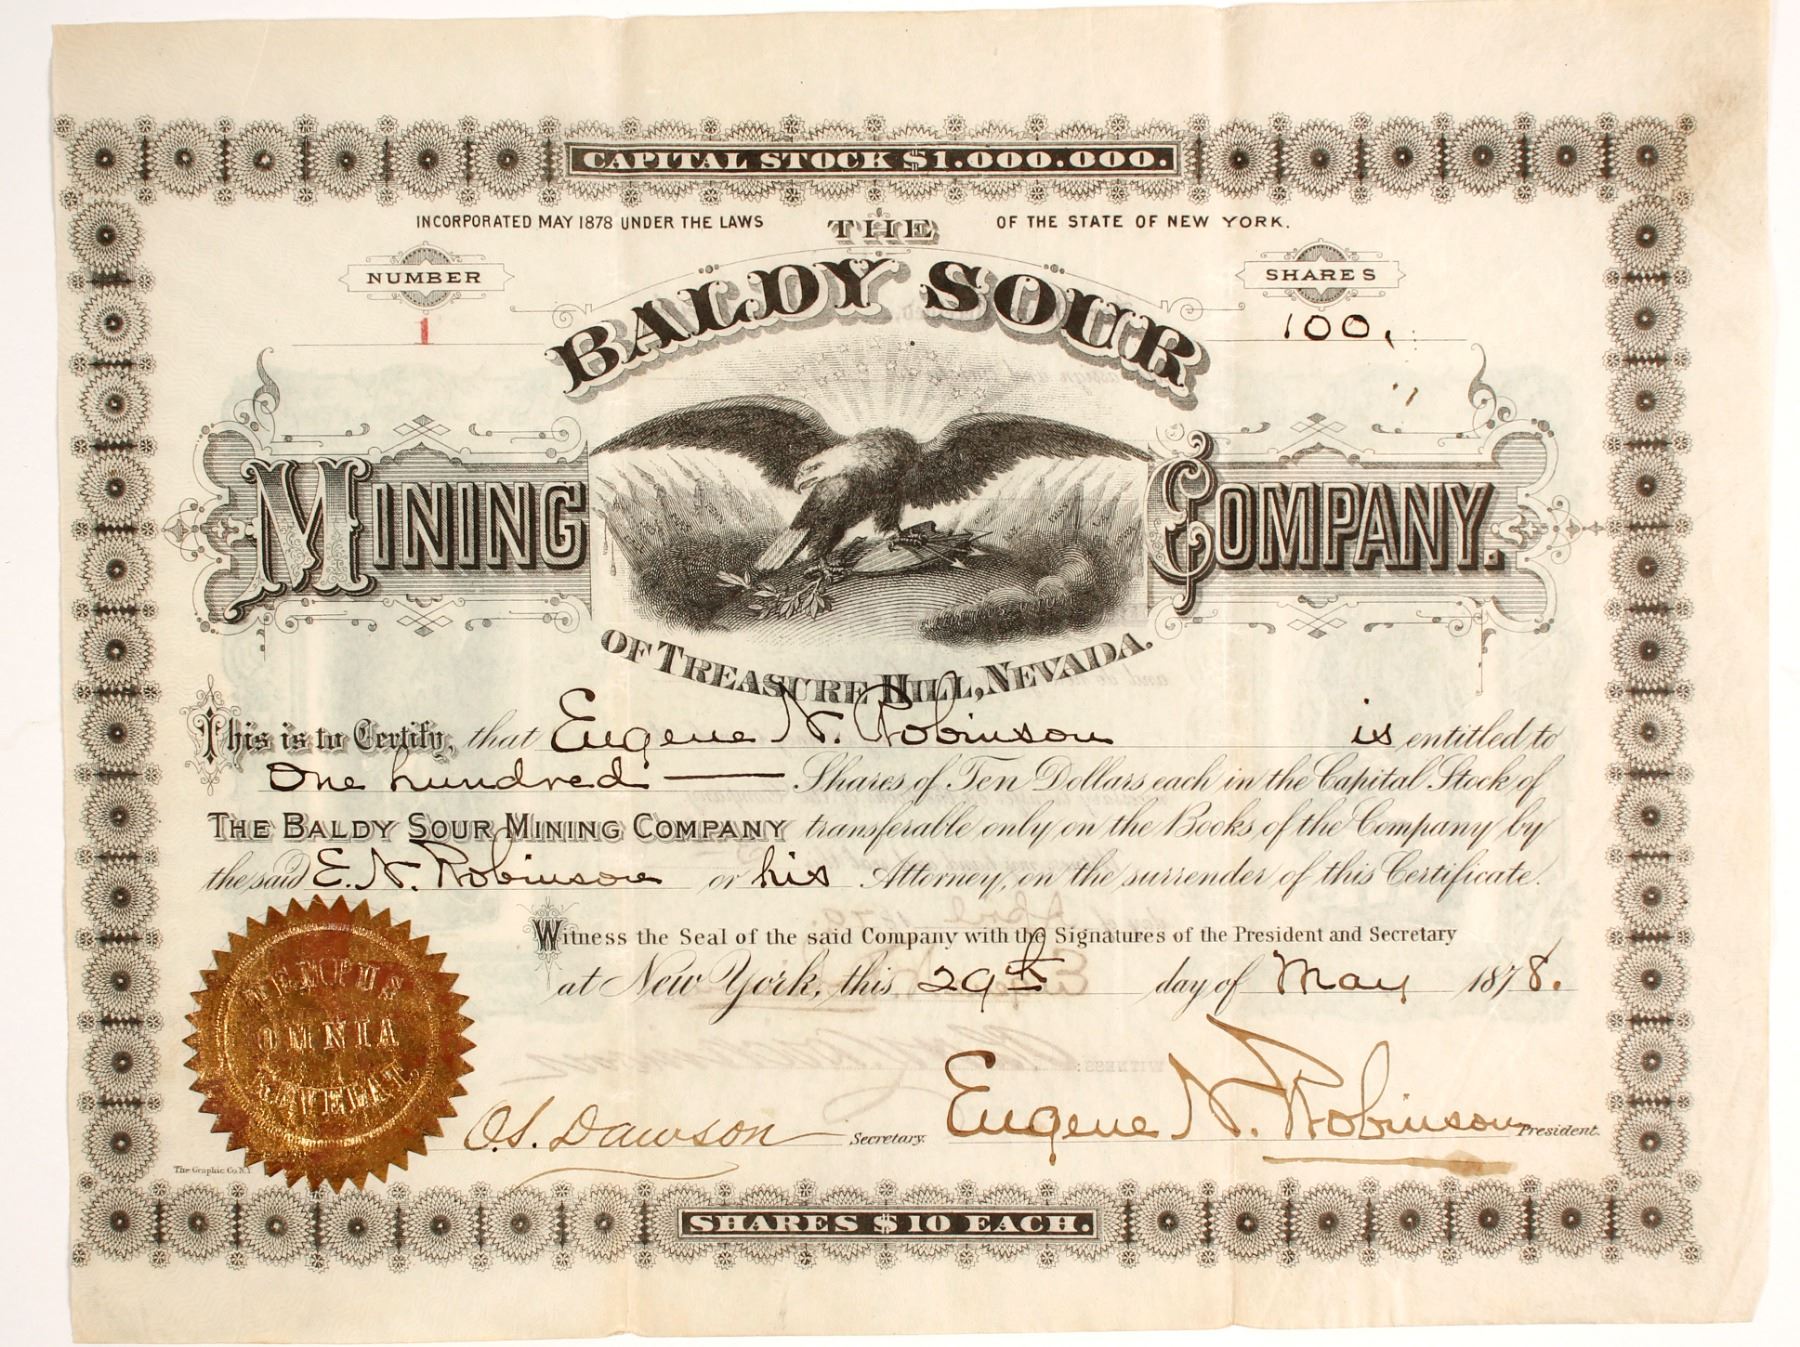 CAPITAL STOCK $1.000.000.
INCORPORATED MAY 1878 UNDER THE LAWS OF THE STATE OF NEW YORK.
THE
NUMBER
1
BALDY SOUR
SHARES
100.
MINING COMPANY.
OF TREASURE HILL, NEVADA.
This is to Certify, that Eugene N. Robinson is entitled to
One hundred — Shares of Ten Dollars each in the Capital Stock of
THE BALDY SOUR MINING COMPANY transferable only on the Books of the Company by
the said E. N. Robinson or his Attorney, on the surrender of this Certificate.
Witness the Seal of the said Company with the Signatures of the President and Secretary
at New York, this 29th day of May 1878.
TEMPUS
OMNIA
REVELAT.
O.S. Dawson Secretary. Eugene N. Robinson President.
The Graphic Co. N.Y.
SHARES $10 EACH.